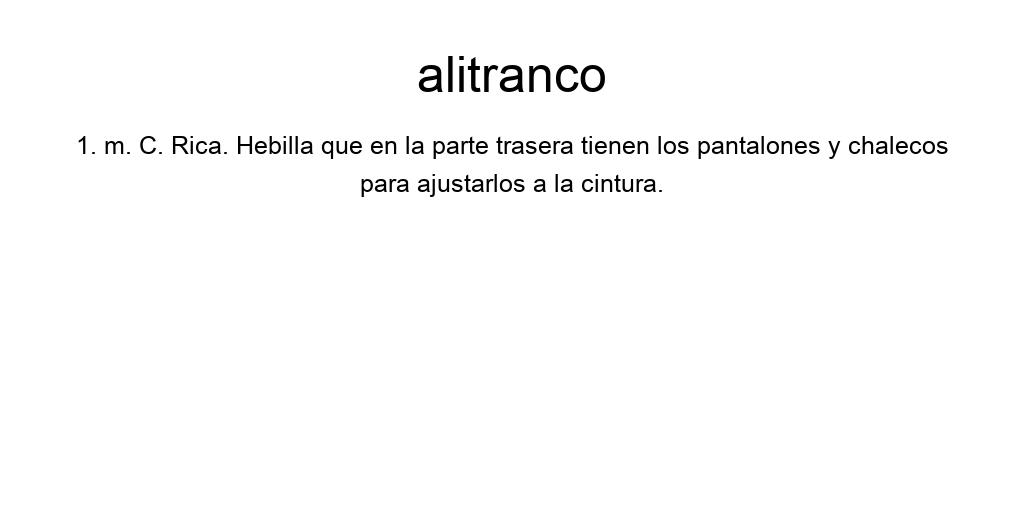 alitranco
1. m. C. Rica. Hebilla que en la parte trasera tienen los pantalones y chalecos
para ajustarlos a la cintura.